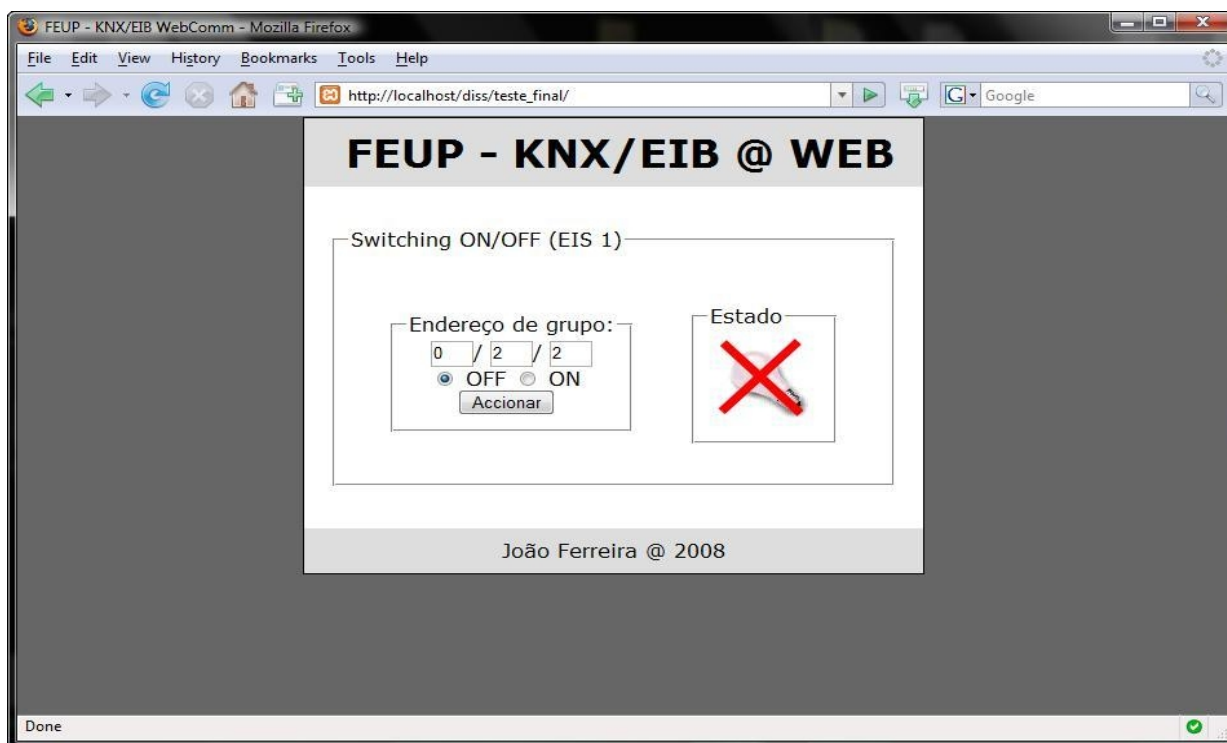 FEUP - KNX/EIB WebComm - Mozilla Firefox
File Edit View History Bookmarks Tools Help
http://localhost/diss/teste_final/ G Google
FEUP - KNX/EIB @ WEB
Switching ON/OFF (EIS 1)
Endereço de grupo:
0 / 2 / 2
OFF ON
Accionar
Estado
João Ferreira @ 2008
Done